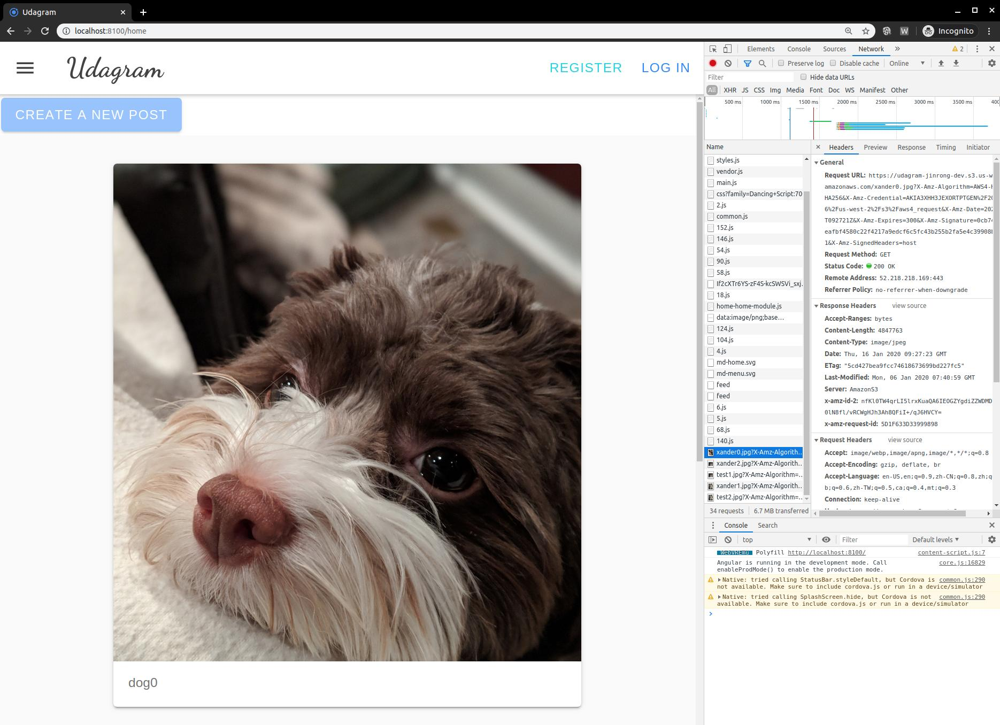 Udagram
localhost:8100/home
Incognito
Udagram
REGISTER
LOG IN
CREATE A NEW POST
dog0
Elements Console Sources Network
2
Preserve log Disable cache Online
Filter
Hide data URLs
All XHR JS CSS Img Media Font Doc WS Manifest Other
500 ms 1000 ms 1500 ms 2000 ms 2500 ms 3000 ms 3500 ms 400
Name
styles.js
vendor.js
main.js
css?family=Dancing+Script:70
2.js
common.js
152.js
146.js
54.js
90.js
58.js
If2cXTr6YS-zF4S-kcSWSVi_sxj.
18.js
home-home-module.js
data:image/png;base…
124.js
104.js
4.js
md-home.svg
md-menu.svg
feed
feed
6.js
5.js
68.js
140.js
xander0.jpg?X-Amz-Algorith…
xander2.jpg?X-Amz-Algorith…
test1.jpg?X-Amz-Algorithm=…
xander1.jpg?X-Amz-Algorith…
test2.jpg?X-Amz-Algorithm=…
34 requests 6.7 MB transferred
Headers Preview Response Timing Initiator
General
Request URL: https://udagram-jinrong-dev.s3.us-w
amazonaws.com/xander0.jpg?X-Amz-Algorithm=AWS4-H
HA256&X-Amz-Credential=AKIA3XHH3JEXORTPTGEN%2F20
6%2Fus-west-2%2Fs3%2Faws4_request&X-Amz-Date=202
T092721Z&X-Amz-Expires=300&X-Amz-Signature=0cb74
eafbf4580c22f4217a9edcf6c5fc43b255b2fa5e4c39908b
1&X-Amz-SignedHeaders=host
Request Method: GET
Status Code: 200 OK
Remote Address: 52.218.218.169:443
Referrer Policy: no-referrer-when-downgrade
Response Headers view source
Accept-Ranges: bytes
Content-Length: 4847763
Content-Type: image/jpeg
Date: Thu, 16 Jan 2020 09:27:23 GMT
ETag: "5cd427bea9fcc74618673699bd227fc5"
Last-Modified: Mon, 06 Jan 2020 07:40:59 GMT
Server: AmazonS3
x-amz-id-2: nfKl0TW4qrLI5lrxKuaQA6IEOGZYgdiZZWDMD
0lN8fl/vRCWgHJh3Ah8QFiI+/qJ6HVCY=
x-amz-request-id: 5D1F633D33999898
Request Headers view source
Accept: image/webp,image/apng,image/*,*/*;q=0.8
Accept-Encoding: gzip, deflate, br
Accept-Language: en-US,en;q=0.9,zh-CN;q=0.8,zh;q
b;q=0.6,zh-TW;q=0.5,ca;q=0.4,mt;q=0.3
Connection: keep-alive
Console Search
top Filter Default levels
WebVREmu Polyfill http://localhost:8100/ content-script.js:7
Angular is running in the development mode. Call core.js:16829
enableProdMode() to enable the production mode.
Native: tried calling StatusBar.styleDefault, but Cordova is common.js:290
not available. Make sure to include cordova.js or run in a device/simulator
Native: tried calling SplashScreen.hide, but Cordova is not common.js:290
available. Make sure to include cordova.js or run in a device/simulator